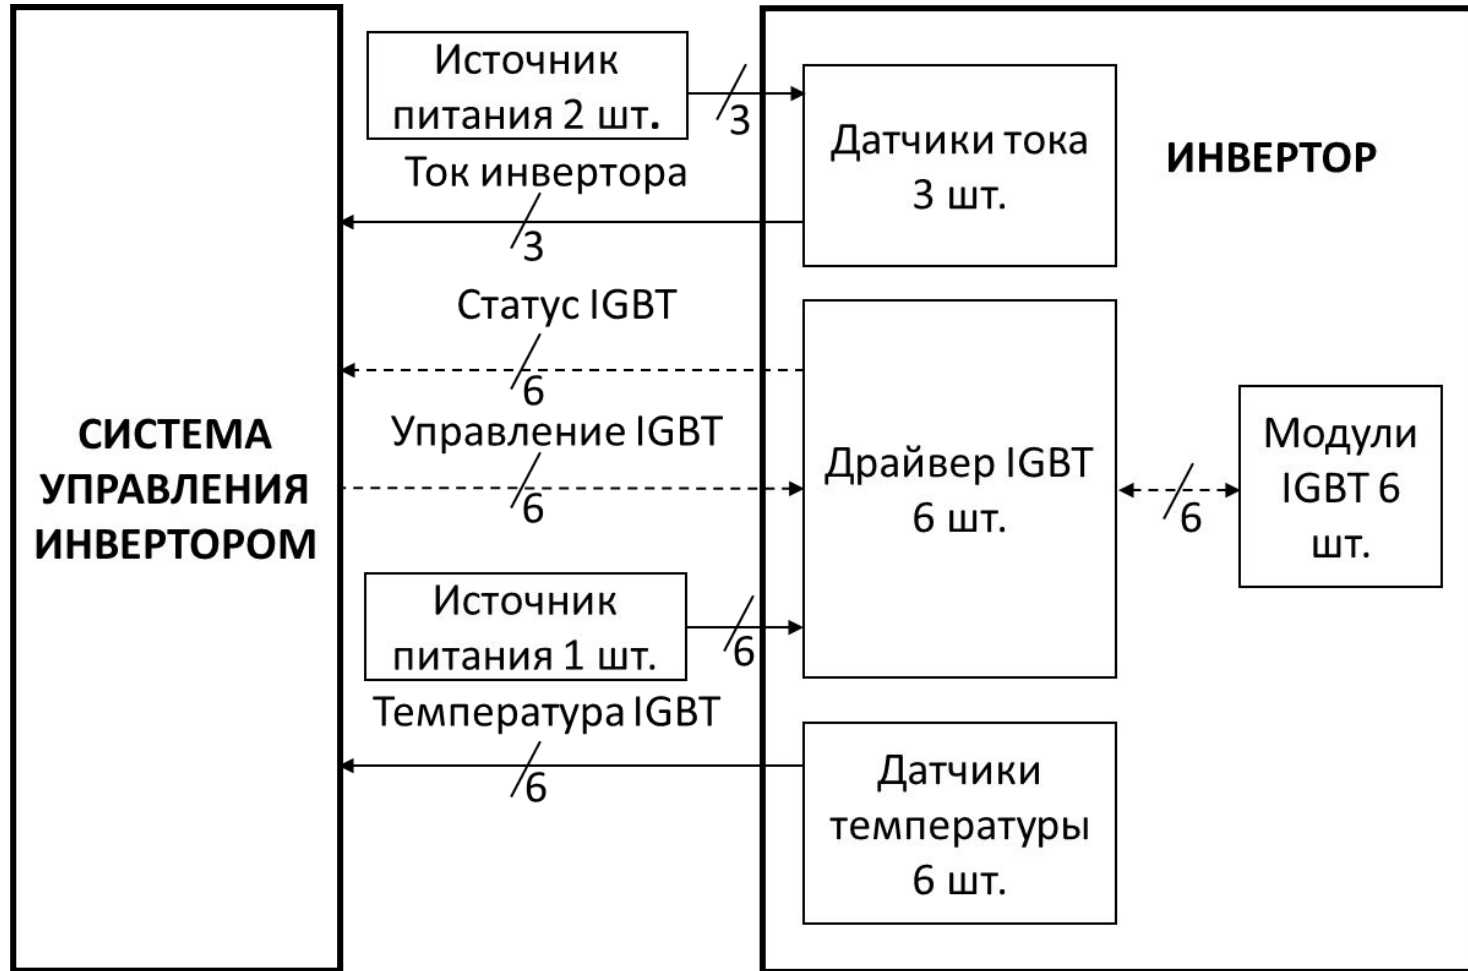 Источник
питания 2 шт.
3
Датчики тока
3 шт.
ИНВЕРТОР
Ток инвертора
3
Статус IGBT
6
СИСТЕМА
УПРАВЛЕНИЯ
ИНВЕРТОРОМ
Управление IGBT
6
Драйвер IGBT
6 шт.
6
Модули
IGBT 6
шт.
Источник
питания 1 шт.
6
Температура IGBT
6
Датчики
температуры
6 шт.